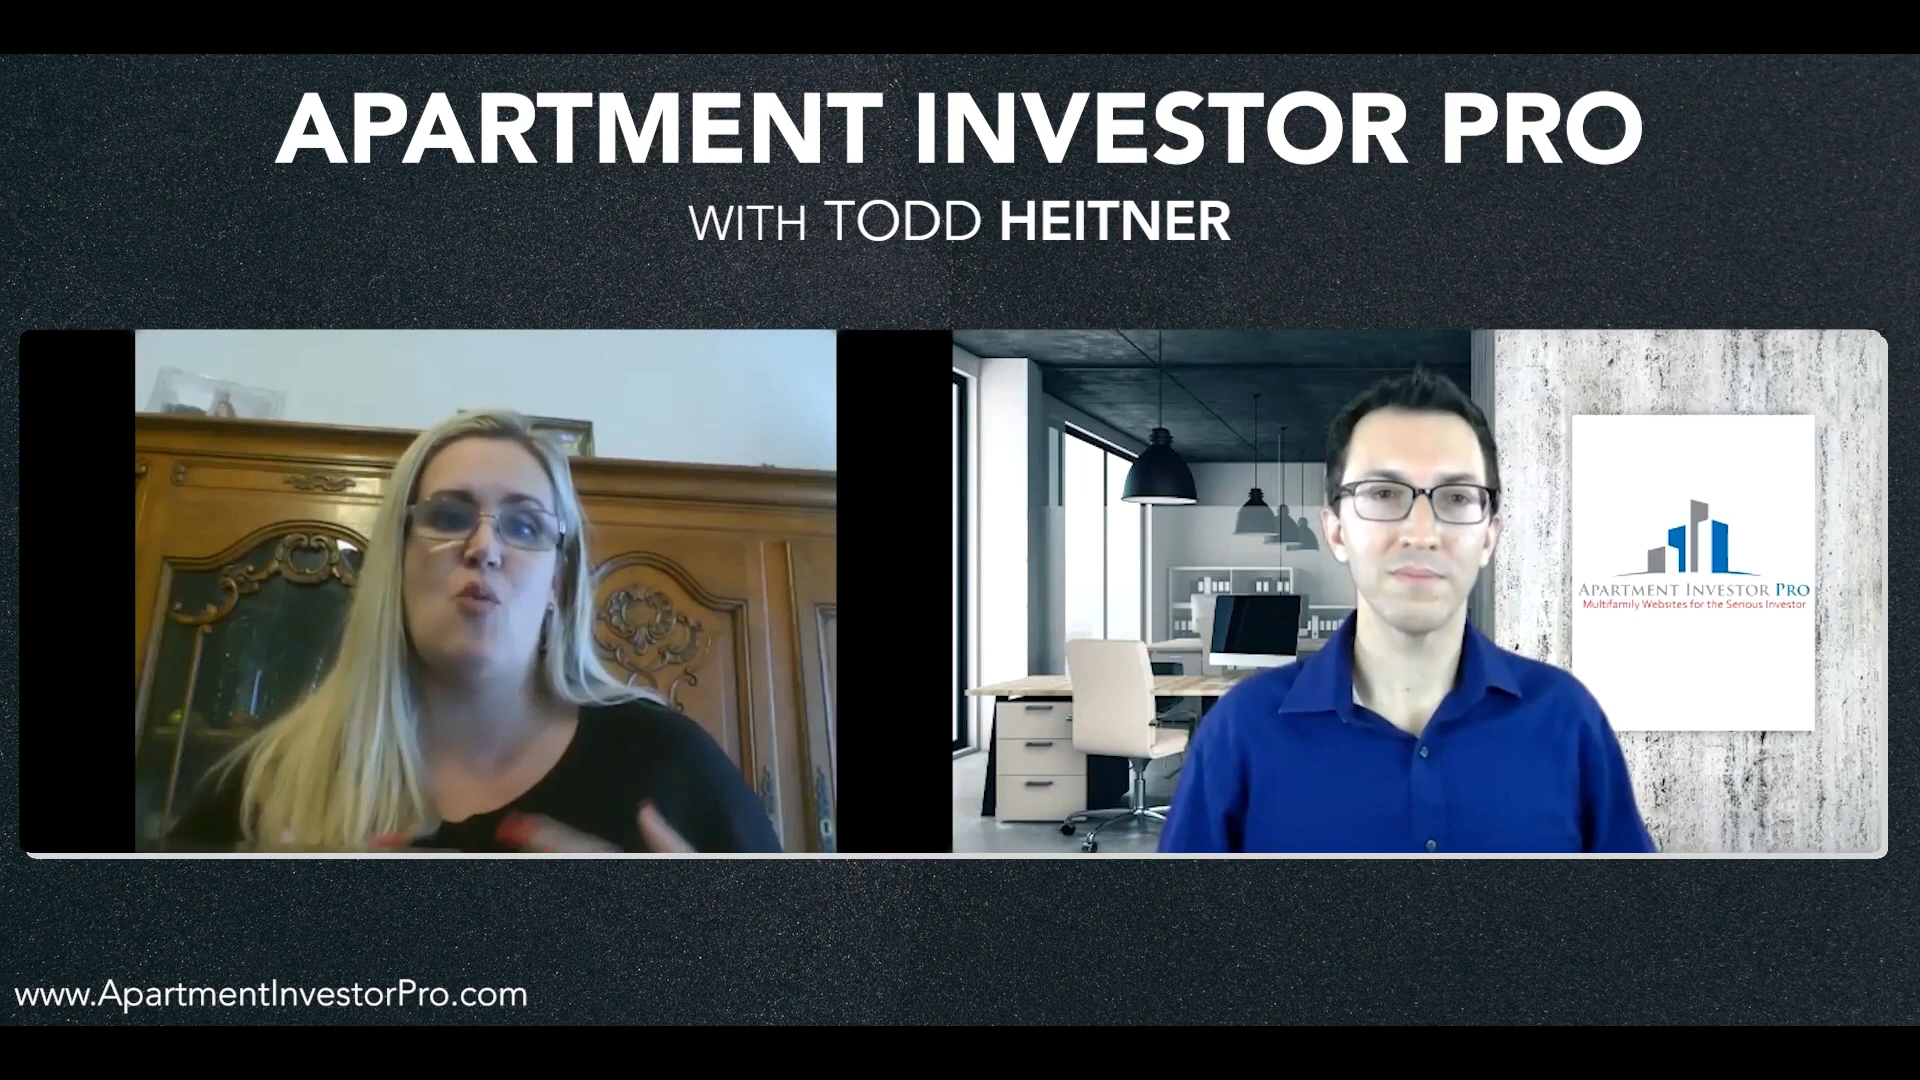 APARTMENT INVESTOR PRO
WITH TODD HEITNER
APARTMENT INVESTOR PRO
Multifamily Websites for the Serious Investor
www.ApartmentInvestorPro.com